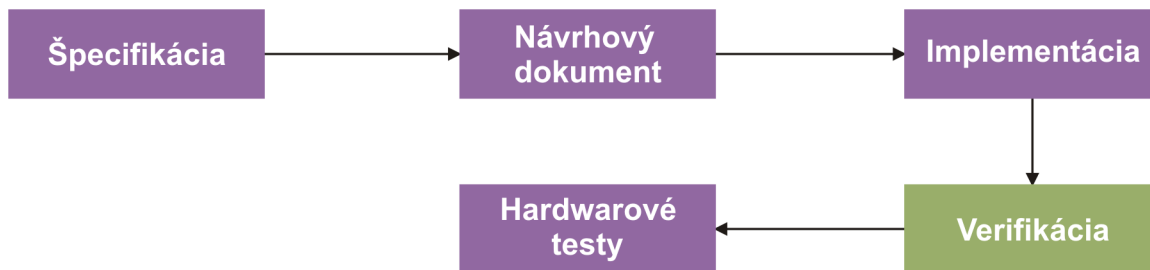 Špecifikácia
Návrhový
dokument
Implementácia
Hardwarové
testy
Verifikácia